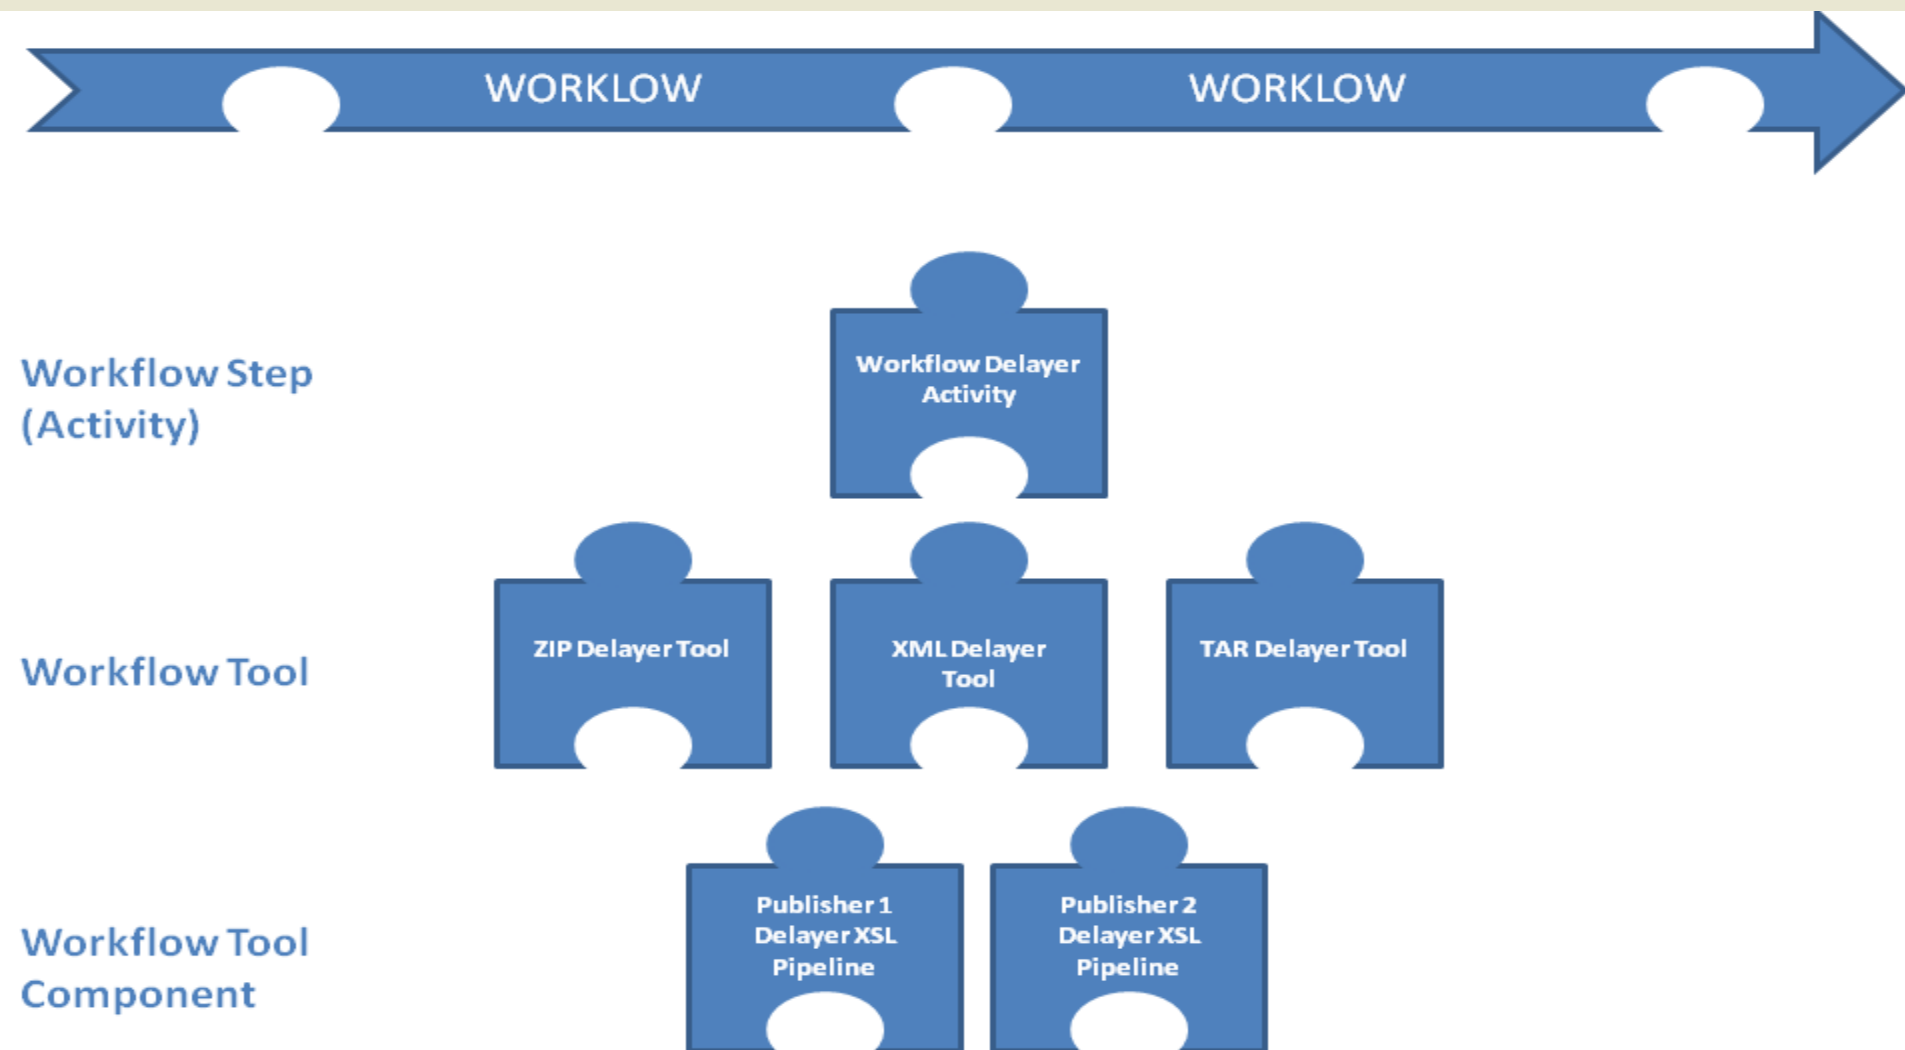 WORKLOW WORKLOW
Workflow Step
(Activity)
Workflow Delayer
Activity
Workflow Tool
ZIP Delayer Tool
XML Delayer
Tool
TAR Delayer Tool
Workflow Tool
Component
Publisher 1
Delayer XSL
Pipeline
Publisher 2
Delayer XSL
Pipeline